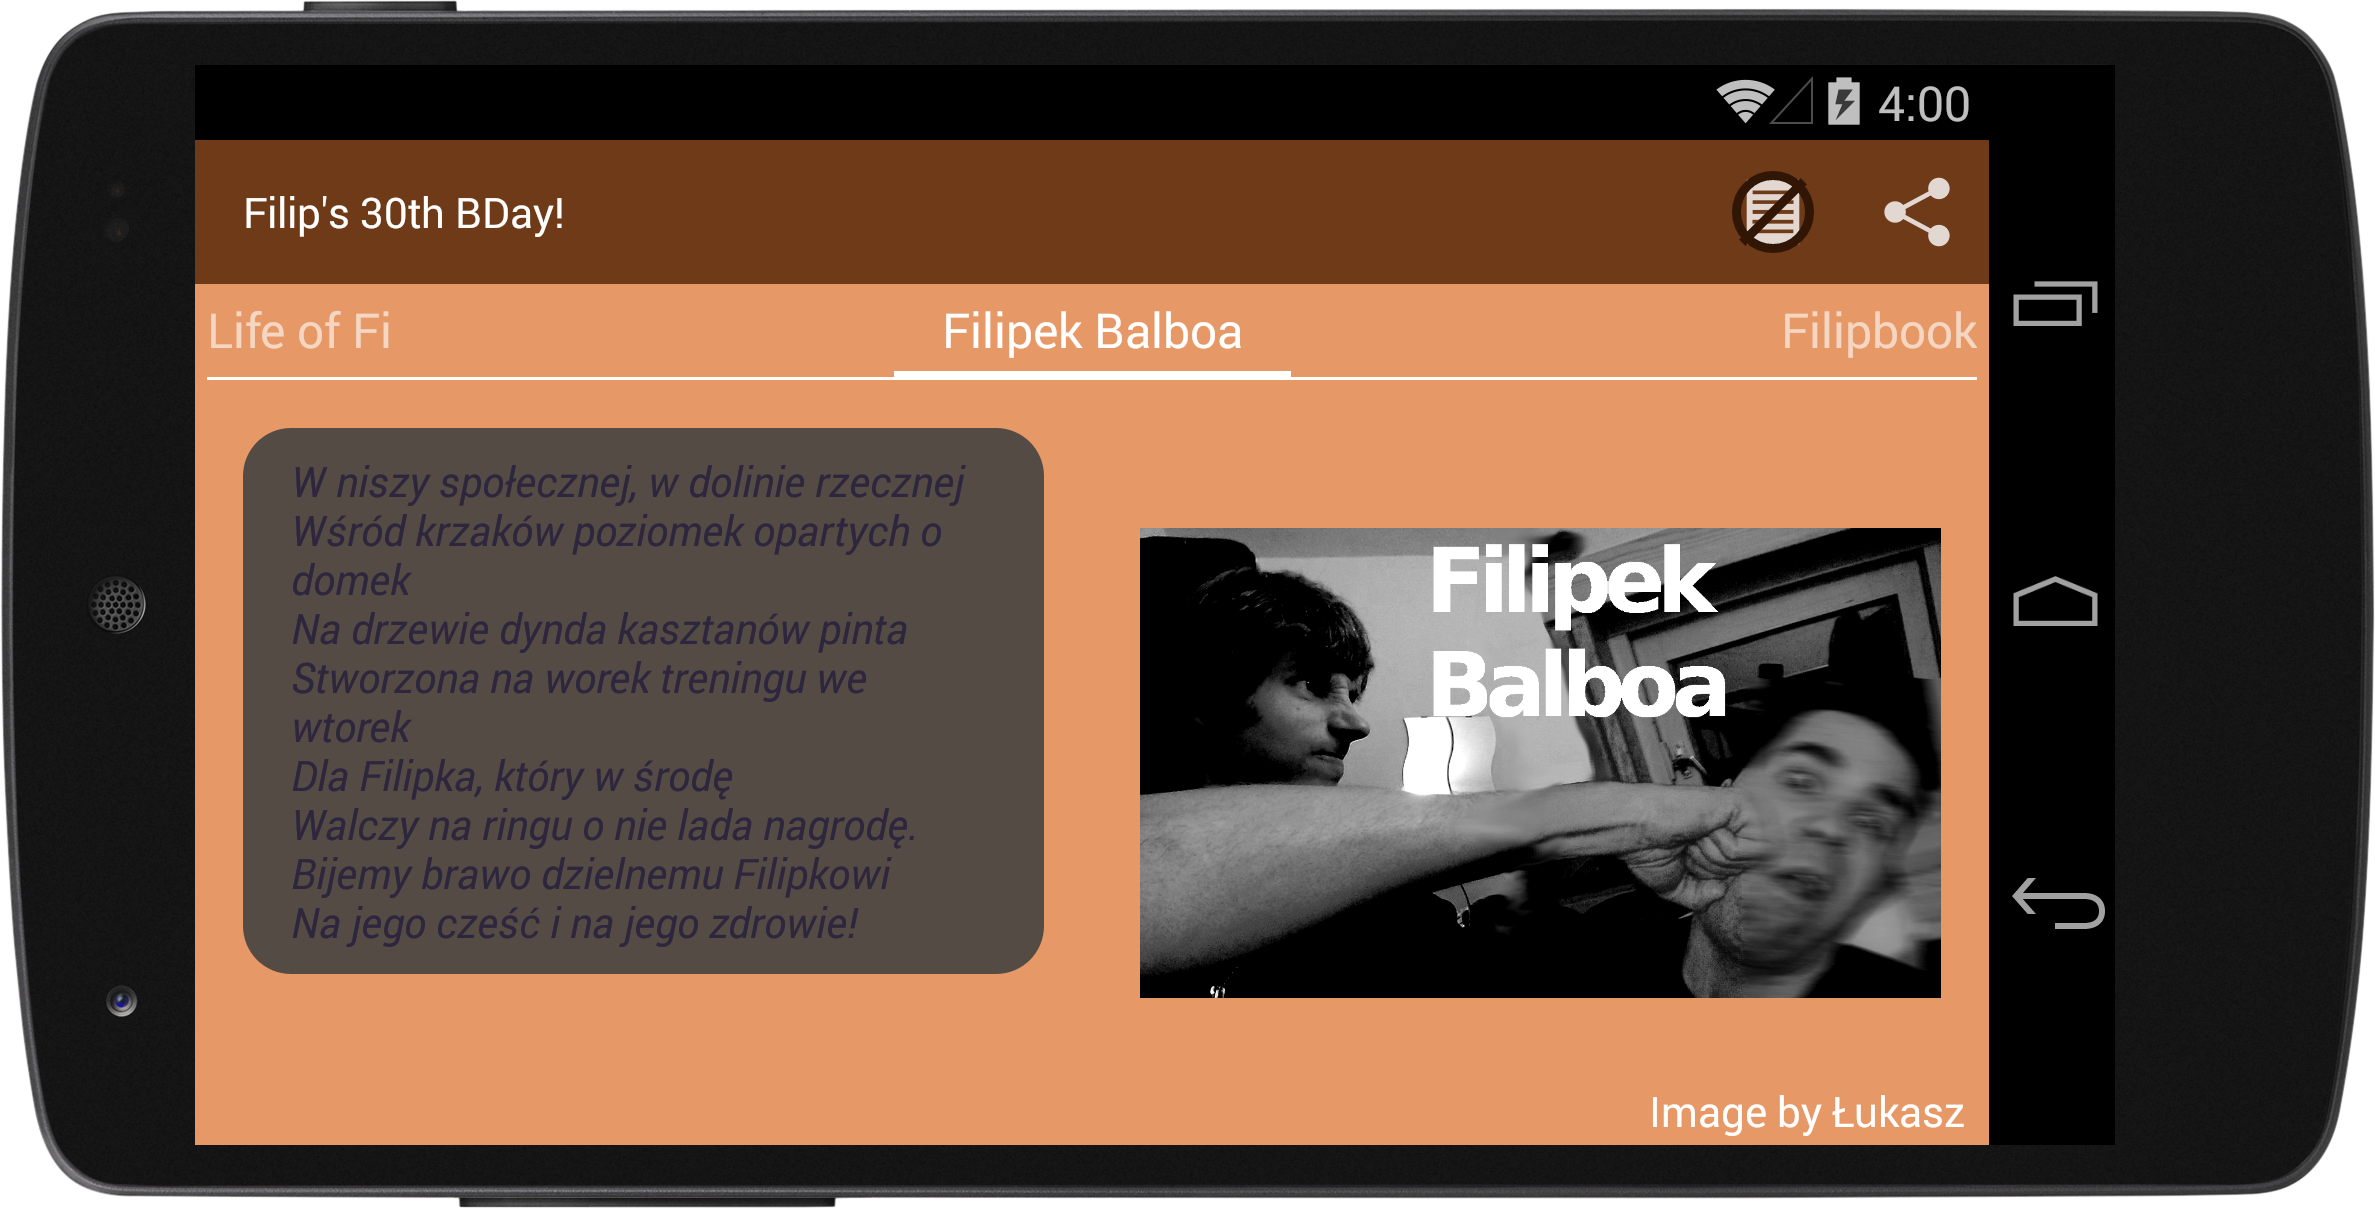 4:00
Filip's 30th BDay!
Life of Fi
Filipek Balboa
Filipbook
W niszy społecznej, w dolinie rzecznej
Wśród krzaków poziomek opartych o
domek
Na drzewie dynda kasztanów pinta
Stworzona na worek treningu we
wtorek
Dla Filipka, który w środę
Walczy na ringu o nie lada nagrodę.
Bijemy brawo dzielnemu Filipkowi
Na jego cześć i na jego zdrowie!
Filipek
Balboa
Image by Łukasz